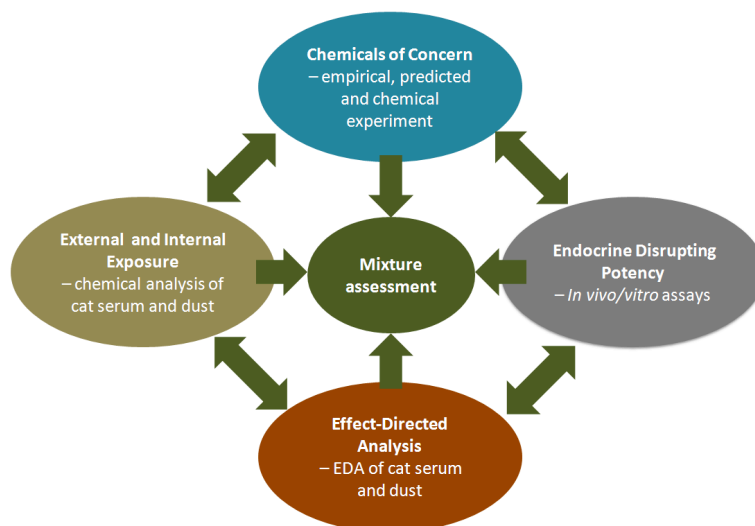 Chemicals of Concern
– empirical, predicted
and chemical
experiment
External and Internal
Exposure
– chemical analysis of
cat serum and dust
Mixture
assessment
Endocrine Disrupting
Potency
– In vivo/vitro assays
Effect-Directed
Analysis
– EDA of cat serum
and dust